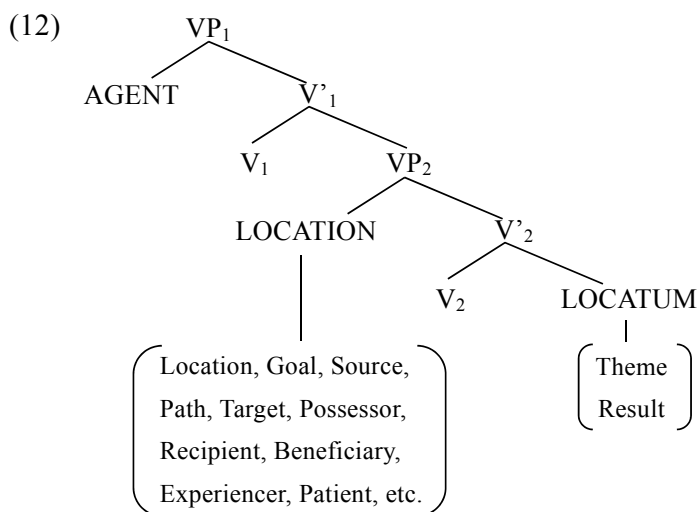 (12)
VP₁
AGENT V’₁
V₁ VP₂
LOCATION V’₂
V₂ LOCATUM
Location, Goal, Source,
Path, Target, Possessor,
Recipient, Beneficiary,
Experiencer, Patient, etc.
Theme
Result